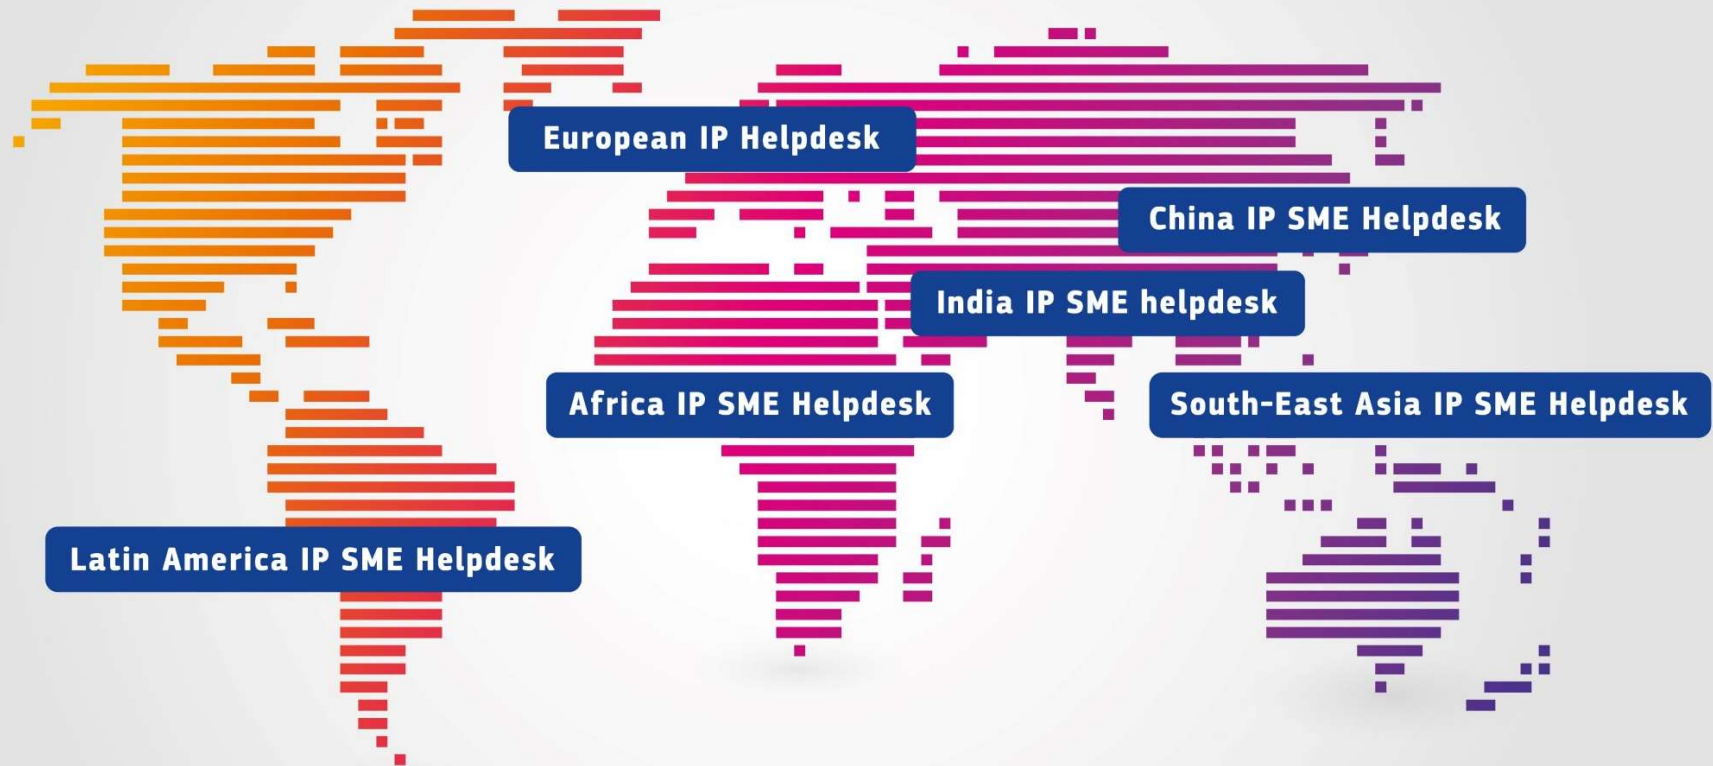 European IP Helpdesk
China IP SME Helpdesk
India IP SME helpdesk
Africa IP SME Helpdesk
South-East Asia IP SME Helpdesk
Latin America IP SME Helpdesk